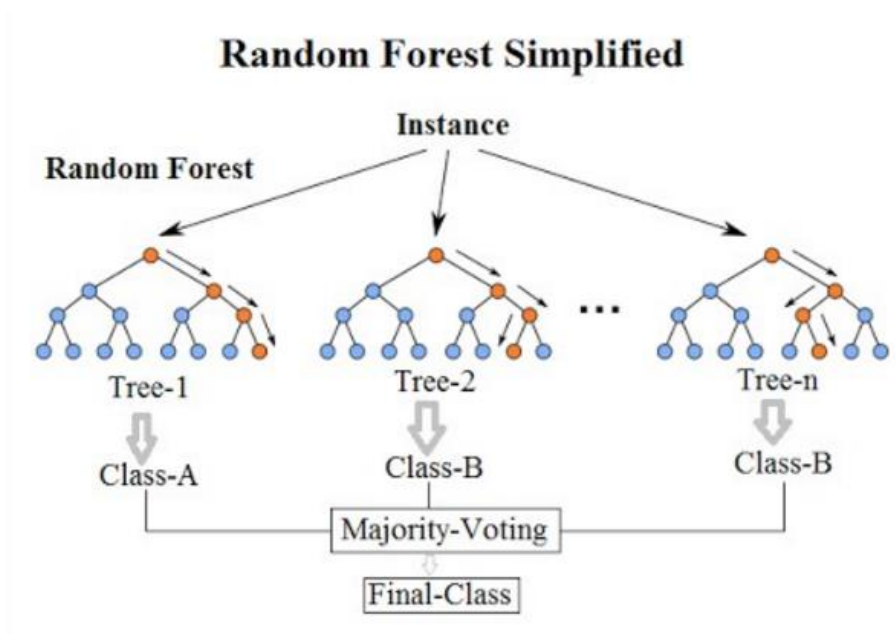 Random Forest Simplified
Instance
Random Forest
...
Tree-1
Tree-2
Tree-n
Class-A
Class-B
Class-B
Majority-Voting
Final-Class